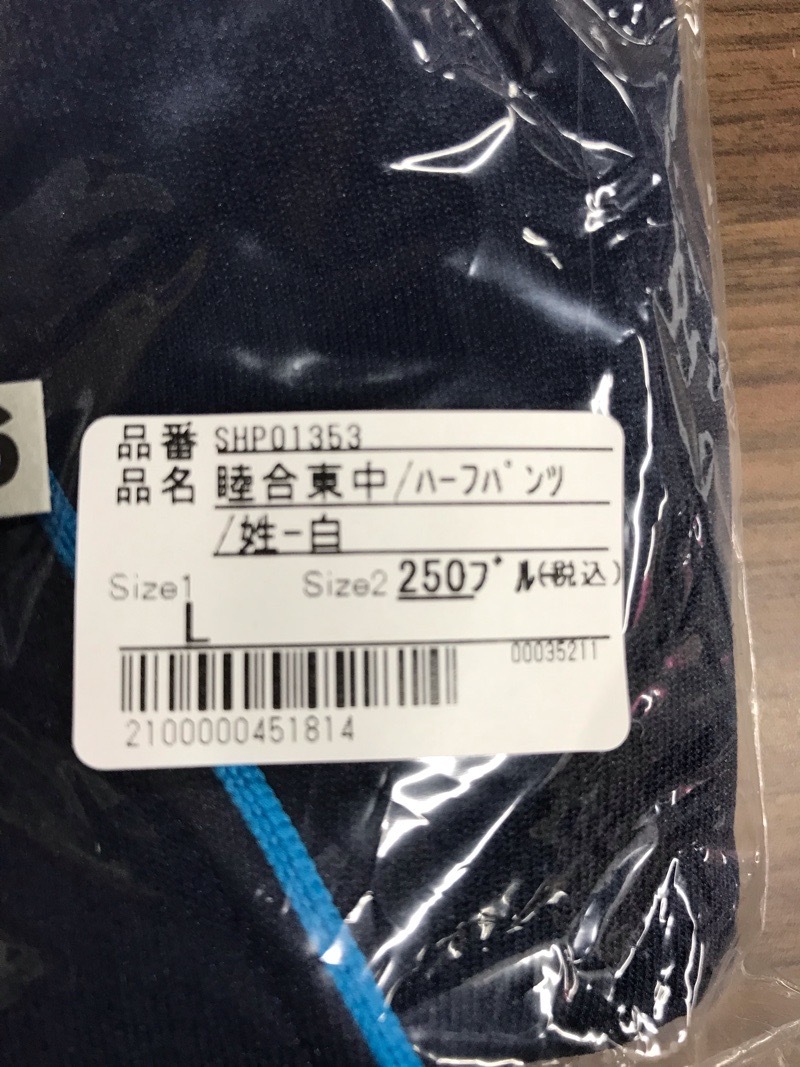 品番 SHP01353
品名 睦合東中/ハーフパンツ
/姓-白
Size1 L Size2 250ブル(税込)
00035211
2100000451814